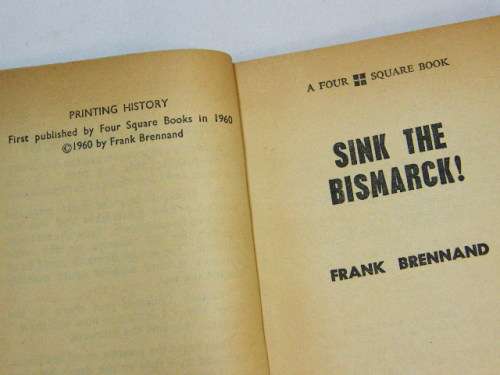 PRINTING HISTORY
First published by Four Square Books in 1960
©1960 by Frank Brennand
A FOUR SQUARE BOOK
SINK THE
BISMARCK!
FRANK BRENNAND